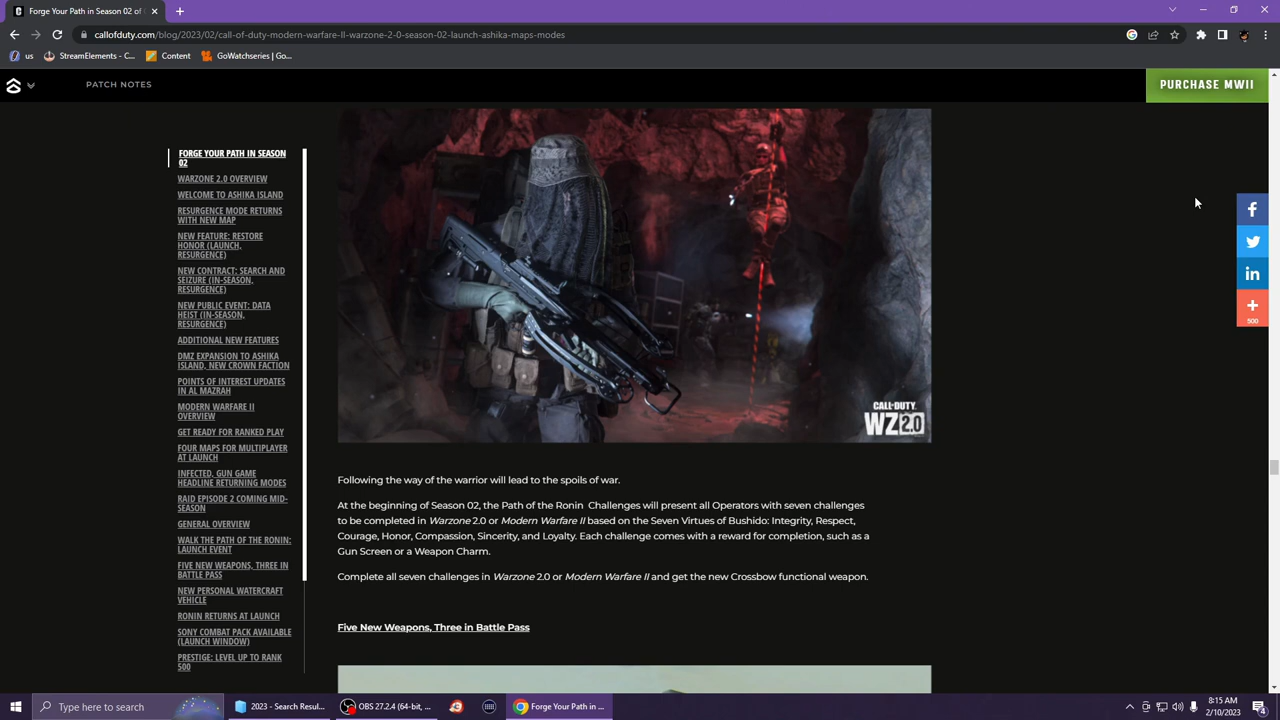 Forge Your Path in Season 02
callofduty.com/blog/2023/02/call-of-duty-modern-warfare-II-warzone-2-0-season-02-launch-ashika-maps-modes
us
StreamElements - C...
Content
GoWatchseries | Go...
PATCH NOTES
PURCHASE MWII
FORGE YOUR PATH IN SEASON
02
WARZONE 2.0 OVERVIEW
WELCOME TO ASHIKA ISLAND
RESURGENCE MODE RETURNS
WITH NEW MAP
NEW FEATURE: RESTORE
HONOR (LAUNCH,
RESURGENCE)
NEW CONTRACT: SEARCH AND
SEIZURE (IN-SEASON,
RESURGENCE)
NEW PUBLIC EVENT: DATA
HEIST (IN-SEASON,
RESURGENCE)
ADDITIONAL NEW FEATURES
DMZ EXPANSION TO ASHIKA
ISLAND, NEW CROWN FACTION
POINTS OF INTEREST UPDATES
IN AL MAZRAH
MODERN WARFARE II
OVERVIEW
GET READY FOR RANKED PLAY
FOUR MAPS FOR MULTIPLAYER
AT LAUNCH
INFECTED, GUN GAME
HEADLINE RETURNING MODES
RAID EPISODE 2 COMING MID-
SEASON
GENERAL OVERVIEW
WALK THE PATH OF THE RONIN:
LAUNCH EVENT
FIVE NEW WEAPONS, THREE IN
BATTLE PASS
NEW PERSONAL WATERCRAFT
VEHICLE
RONIN RETURNS AT LAUNCH
SONY COMBAT PACK AVAILABLE
(LAUNCH WINDOW)
PRESTIGE: LEVEL UP TO RANK
500
CALL OF DUTY
WZ 2.0
Following the way of the warrior will lead to the spoils of war.
At the beginning of Season 02, the Path of the Ronin Challenges will present all Operators with seven challenges
to be completed in Warzone 2.0 or Modern Warfare II based on the Seven Virtues of Bushido: Integrity, Respect,
Courage, Honor, Compassion, Sincerity, and Loyalty. Each challenge comes with a reward for completion, such as a
Gun Screen or a Weapon Charm.
Complete all seven challenges in Warzone 2.0 or Modern Warfare II and get the new Crossbow functional weapon.
Five New Weapons, Three in Battle Pass
500
Type here to search
2023 - Search Resul...
OBS 27.2.4 (64-bit, ...
Forge Your Path in ...
8:15 AM
2/10/2023
4